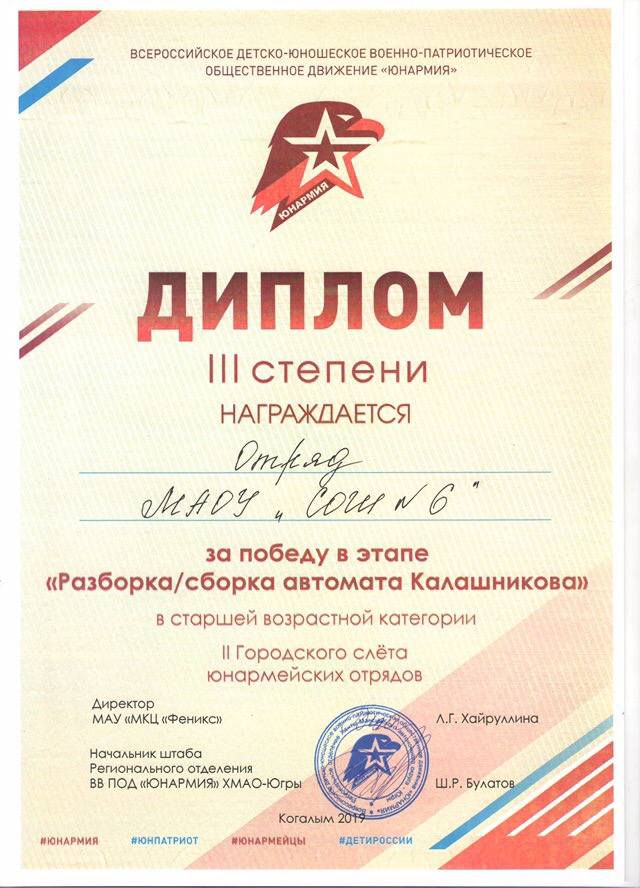 ВСЕРОССИЙСКОЕ ДЕТСКО-ЮНОШЕСКОЕ ВОЕННО-ПАТРИОТИЧЕСКОЕ
ОБЩЕСТВЕННОЕ ДВИЖЕНИЕ «ЮНАРМИЯ»
ЮНАРМИЯ
ДИПЛОМ
III степени
НАГРАЖДАЕТСЯ
Отряд
МАОУ „СОШ N 6"
за победу в этапе
«Разборка/сборка автомата Калашникова»
в старшей возрастной категории
II Городского слёта
юнармейских отрядов
Директор
МАУ «МКЦ «Феникс»
Л.Г. Хайруллина
Начальник штаба
Регионального отделения
ВВ ПОД «ЮНАРМИЯ» ХМАО-Югры
Ш.Р. Булатов
Когалым 2019
#ЮНАРМИЯ #ЮНПАТРИОТ #ЮНАРМЕЙЦЫ #ДЕТИРОССИИ